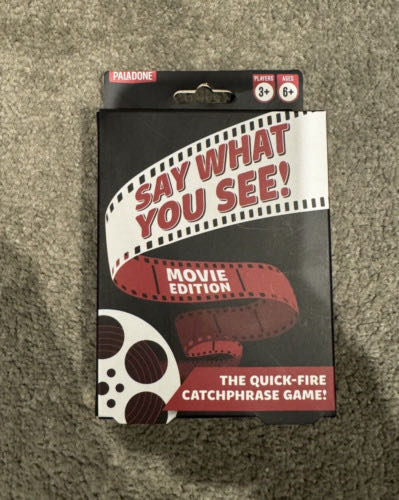 PALADONE
PLAYERS
3+
AGES
6+
SAY WHAT
YOU SEE!
MOVIE
EDITION
THE QUICK-FIRE
CATCHPHRASE GAME!